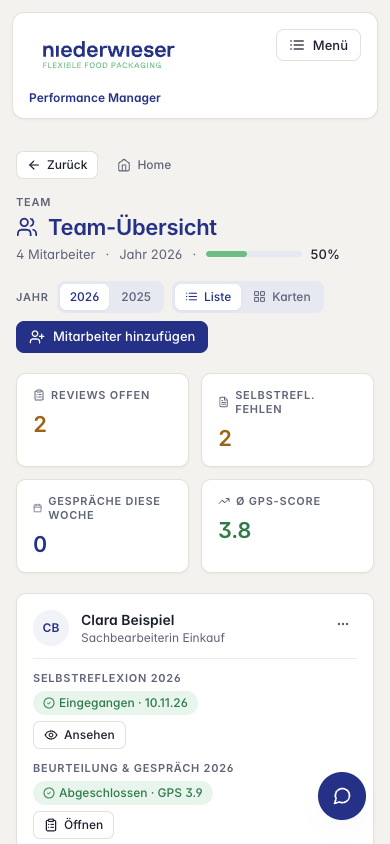 niederwieser
FLEXIBLE FOOD PACKAGING
Menü
Performance Manager
Zurück
Home
TEAM
Team-Übersicht
4 Mitarbeiter · Jahr 2026 · 50%
JAHR 2026 2025 Liste Karten
Mitarbeiter hinzufügen
REVIEWS OFFEN
2
SELBSTREFL.
FEHLEN
2
GESPRÄCHE DIESE
WOCHE
0
Ø GPS-SCORE
3.8
CB
Clara Beispiel
Sachbearbeiterin Einkauf
SELBSTREFLEXION 2026
Eingegangen · 10.11.26
Ansehen
BEURTEILUNG & GESPRÄCH 2026
Abgeschlossen · GPS 3.9
Öffnen